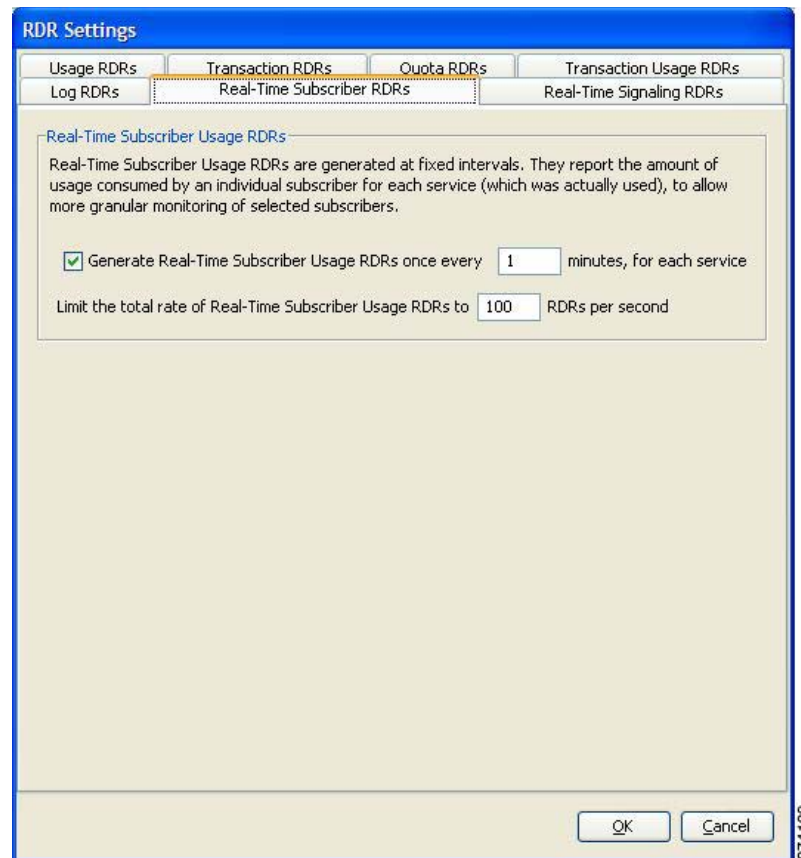 RDR Settings
Usage RDRs Transaction RDRs Quota RDRs Transaction Usage RDRs
Log RDRs Real-Time Subscriber RDRs Real-Time Signaling RDRs
Real-Time Subscriber Usage RDRs
Real-Time Subscriber Usage RDRs are generated at fixed intervals. They report the amount of
usage consumed by an individual subscriber for each service (which was actually used), to allow
more granular monitoring of selected subscribers.
Generate Real-Time Subscriber Usage RDRs once every 1 minutes, for each service
Limit the total rate of Real-Time Subscriber Usage RDRs to 100 RDRs per second
OK Cancel